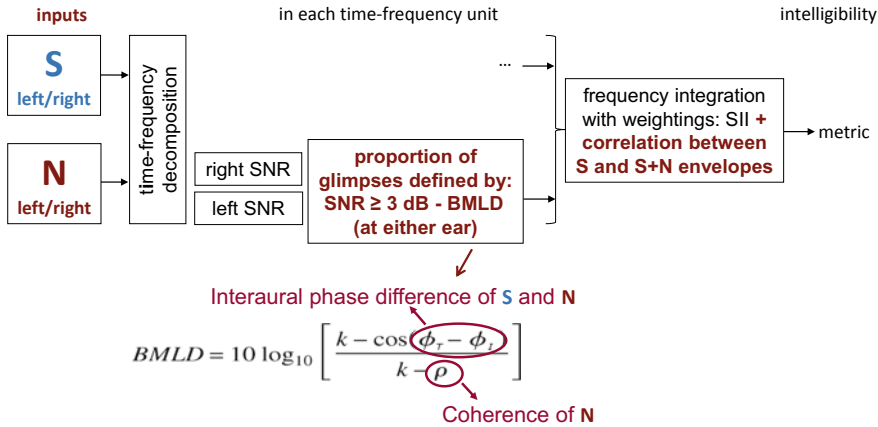 inputs
in each time-frequency unit
intelligibility
S
left/right
N
left/right
time-frequency
decomposition
right SNR
left SNR
proportion of
glimpses defined by:
SNR ≥ 3 dB - BMLD
(at either ear)
...
frequency integration
with weightings: SII +
correlation between
S and S+N envelopes
metric
Interaural phase difference of S and N
BMLD = 10 log₁₀ [ (k − cos(ϕ_T − ϕ_I)) / (k − ρ) ]
Coherence of N